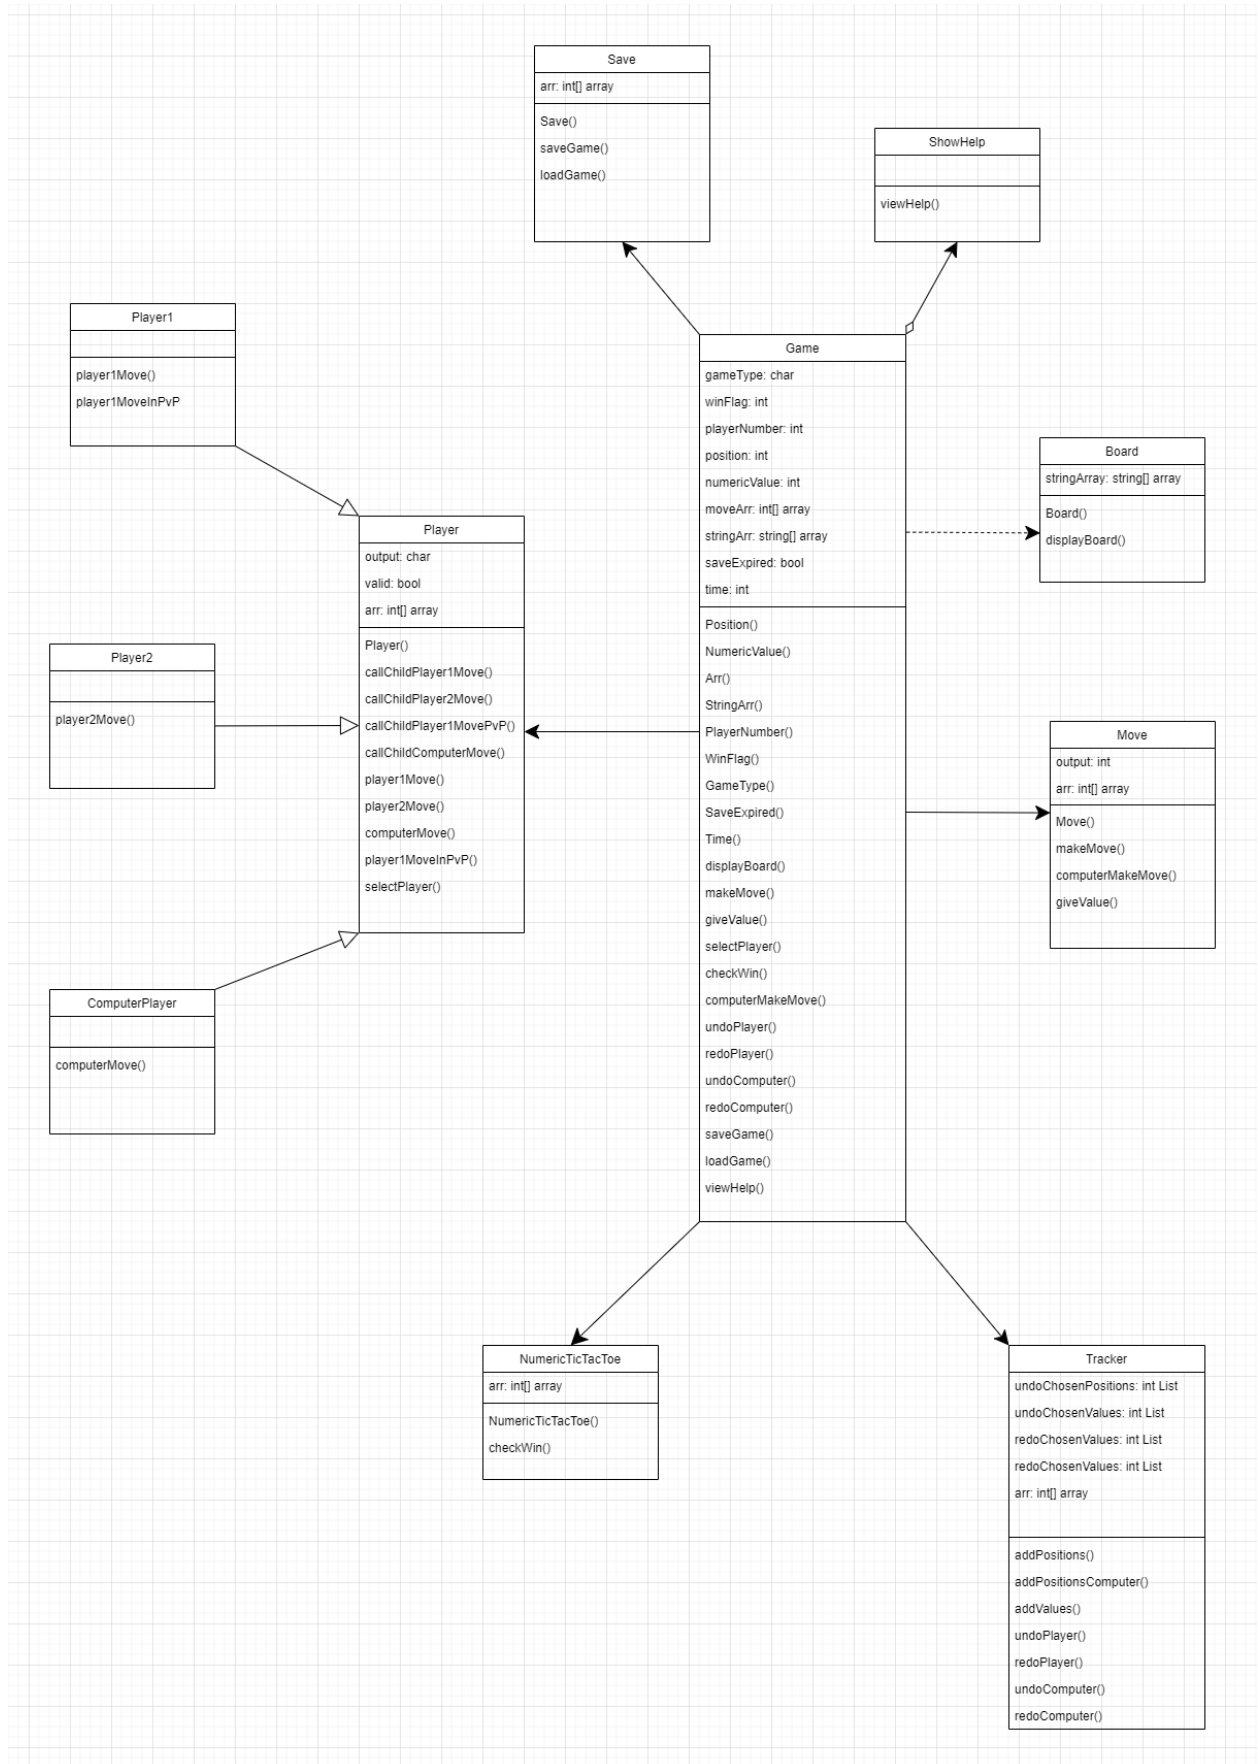 Save
arr: int[] array
Save()
saveGame()
loadGame()
ShowHelp
viewHelp()
Player1
player1Move()
player1MoveInPvP
Game
gameType: char
winFlag: int
playerNumber: int
position: int
numericValue: int
moveArr: int[] array
stringArr: string[] array
saveExpired: bool
time: int
Position()
NumericValue()
Arr()
StringArr()
PlayerNumber()
WinFlag()
GameType()
SaveExpired()
Time()
displayBoard()
makeMove()
giveValue()
selectPlayer()
checkWin()
computerMakeMove()
undoPlayer()
redoPlayer()
undoComputer()
redoComputer()
saveGame()
loadGame()
viewHelp()
Board
stringArray: string[] array
Board()
displayBoard()
Player
output: char
valid: bool
arr: int[] array
Player()
callChildPlayer1Move()
callChildPlayer2Move()
callChildPlayer1MovePvP()
callChildComputerMove()
player1Move()
player2Move()
computerMove()
player1MoveInPvP()
selectPlayer()
Player2
player2Move()
Move
output: int
arr: int[] array
Move()
makeMove()
computerMakeMove()
giveValue()
ComputerPlayer
computerMove()
NumericTicTacToe
arr: int[] array
NumericTicTacToe()
checkWin()
Tracker
undoChosenPositions: int List
undoChosenValues: int List
redoChosenValues: int List
redoChosenValues: int List
arr: int[] array
addPositions()
addPositionsComputer()
addValues()
undoPlayer()
redoPlayer()
undoComputer()
redoComputer()